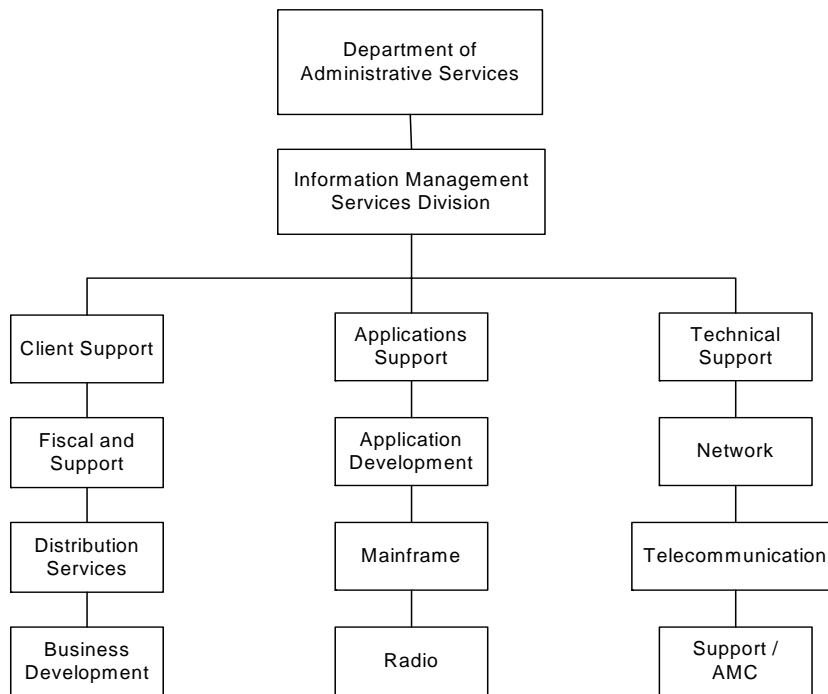 Department of
Administrative Services
Information Management
Services Division
Client Support
Applications
Support
Technical
Support
Fiscal and
Support
Application
Development
Network
Distribution
Services
Mainframe
Telecommunication
Business
Development
Radio
Support /
AMC